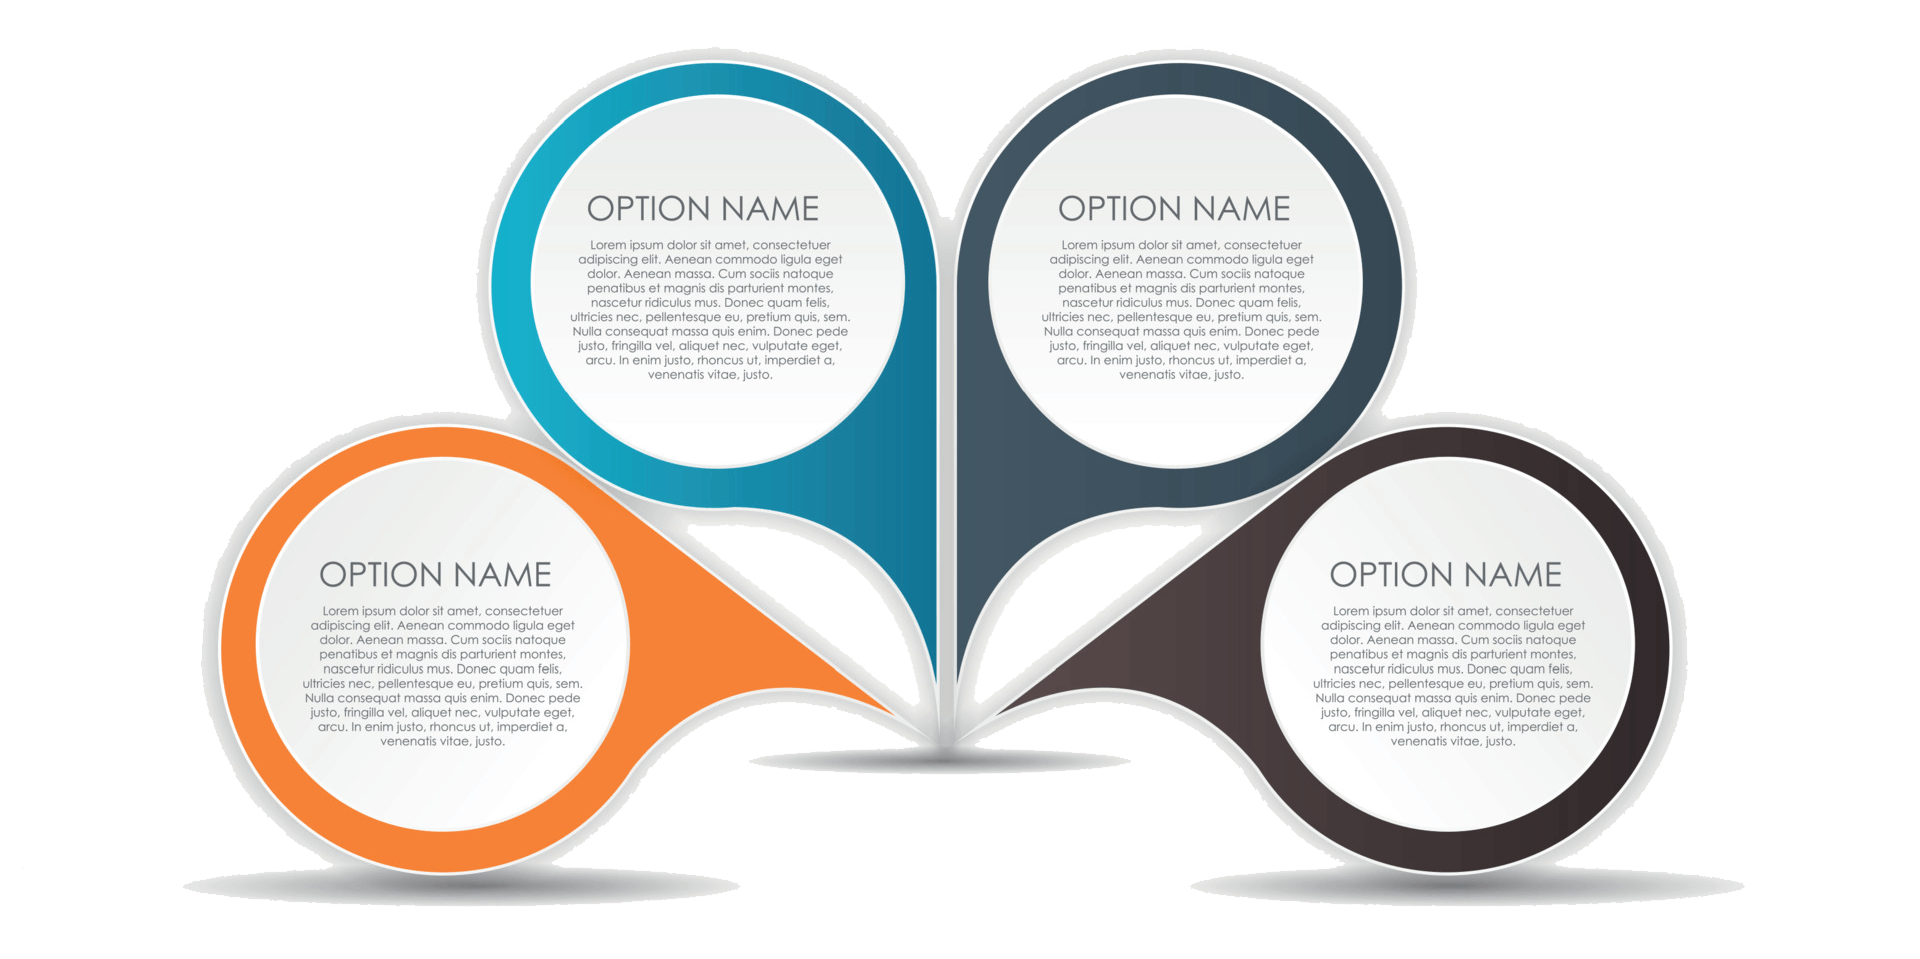 OPTION NAME
Lorem ipsum dolor sit amet, consectetuer
adipiscing elit. Aenean commodo ligula eget
dolor. Aenean massa. Cum sociis natoque
penatibus et magnis dis parturient montes,
nascetur ridiculus mus. Donec quam felis,
ultricies nec, pellentesque eu, pretium quis, sem.
Nulla consequat massa quis enim. Donec pede
justo, fringilla vel, aliquet nec, vulputate eget,
arcu. In enim justo, rhoncus ut, imperdiet a,
venenatis vitae, justo.
OPTION NAME
Lorem ipsum dolor sit amet, consectetuer
adipiscing elit. Aenean commodo ligula eget
dolor. Aenean massa. Cum sociis natoque
penatibus et magnis dis parturient montes,
nascetur ridiculus mus. Donec quam felis,
ultricies nec, pellentesque eu, pretium quis, sem.
Nulla consequat massa quis enim. Donec pede
justo, fringilla vel, aliquet nec, vulputate eget,
arcu. In enim justo, rhoncus ut, imperdiet a,
venenatis vitae, justo.
OPTION NAME
Lorem ipsum dolor sit amet, consectetuer
adipiscing elit. Aenean commodo ligula eget
dolor. Aenean massa. Cum sociis natoque
penatibus et magnis dis parturient montes,
nascetur ridiculus mus. Donec quam felis,
ultricies nec, pellentesque eu, pretium quis, sem.
Nulla consequat massa quis enim. Donec pede
justo, fringilla vel, aliquet nec, vulputate eget,
arcu. In enim justo, rhoncus ut, imperdiet a,
venenatis vitae, justo.
OPTION NAME
Lorem ipsum dolor sit amet, consectetuer
adipiscing elit. Aenean commodo ligula eget
dolor. Aenean massa. Cum sociis natoque
penatibus et magnis dis parturient montes,
nascetur ridiculus mus. Donec quam felis,
ultricies nec, pellentesque eu, pretium quis, sem.
Nulla consequat massa quis enim. Donec pede
justo, fringilla vel, aliquet nec, vulputate eget,
arcu. In enim justo, rhoncus ut, imperdiet a,
venenatis vitae, justo.